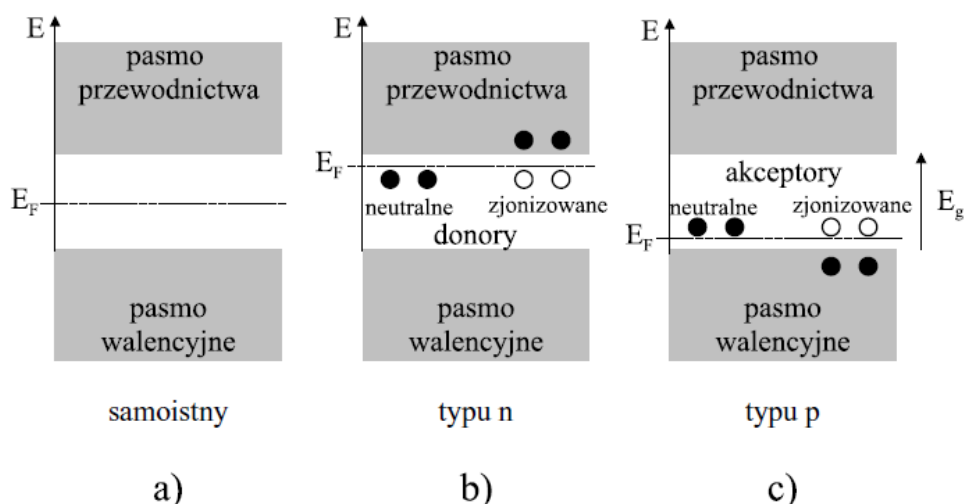 E
pasmo
przewodnictwa
E_F
pasmo
walencyjne
samoistny
a)
E
pasmo
przewodnictwa
E_F
neutralne
zjonizowane
donory
pasmo
walencyjne
typu n
b)
E
pasmo
przewodnictwa
akceptory
neutralne
zjonizowane
E_F
E_g
pasmo
walencyjne
typu p
c)